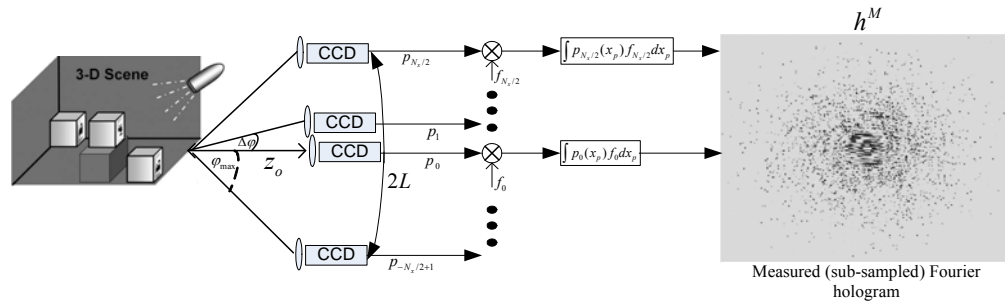 h^M
3-D Scene
CCD
p_{N_x/2}
∫ p_{N_x/2}(x_p) f_{N_x/2} dx_p
f_{N_x/2}
CCD
p_1
Δφ
φ_max
z_o
CCD
p_0
∫ p_0(x_p) f_0 dx_p
f_0
2L
CCD
p_{-N_x/2+1}
Measured (sub-sampled) Fourier
hologram